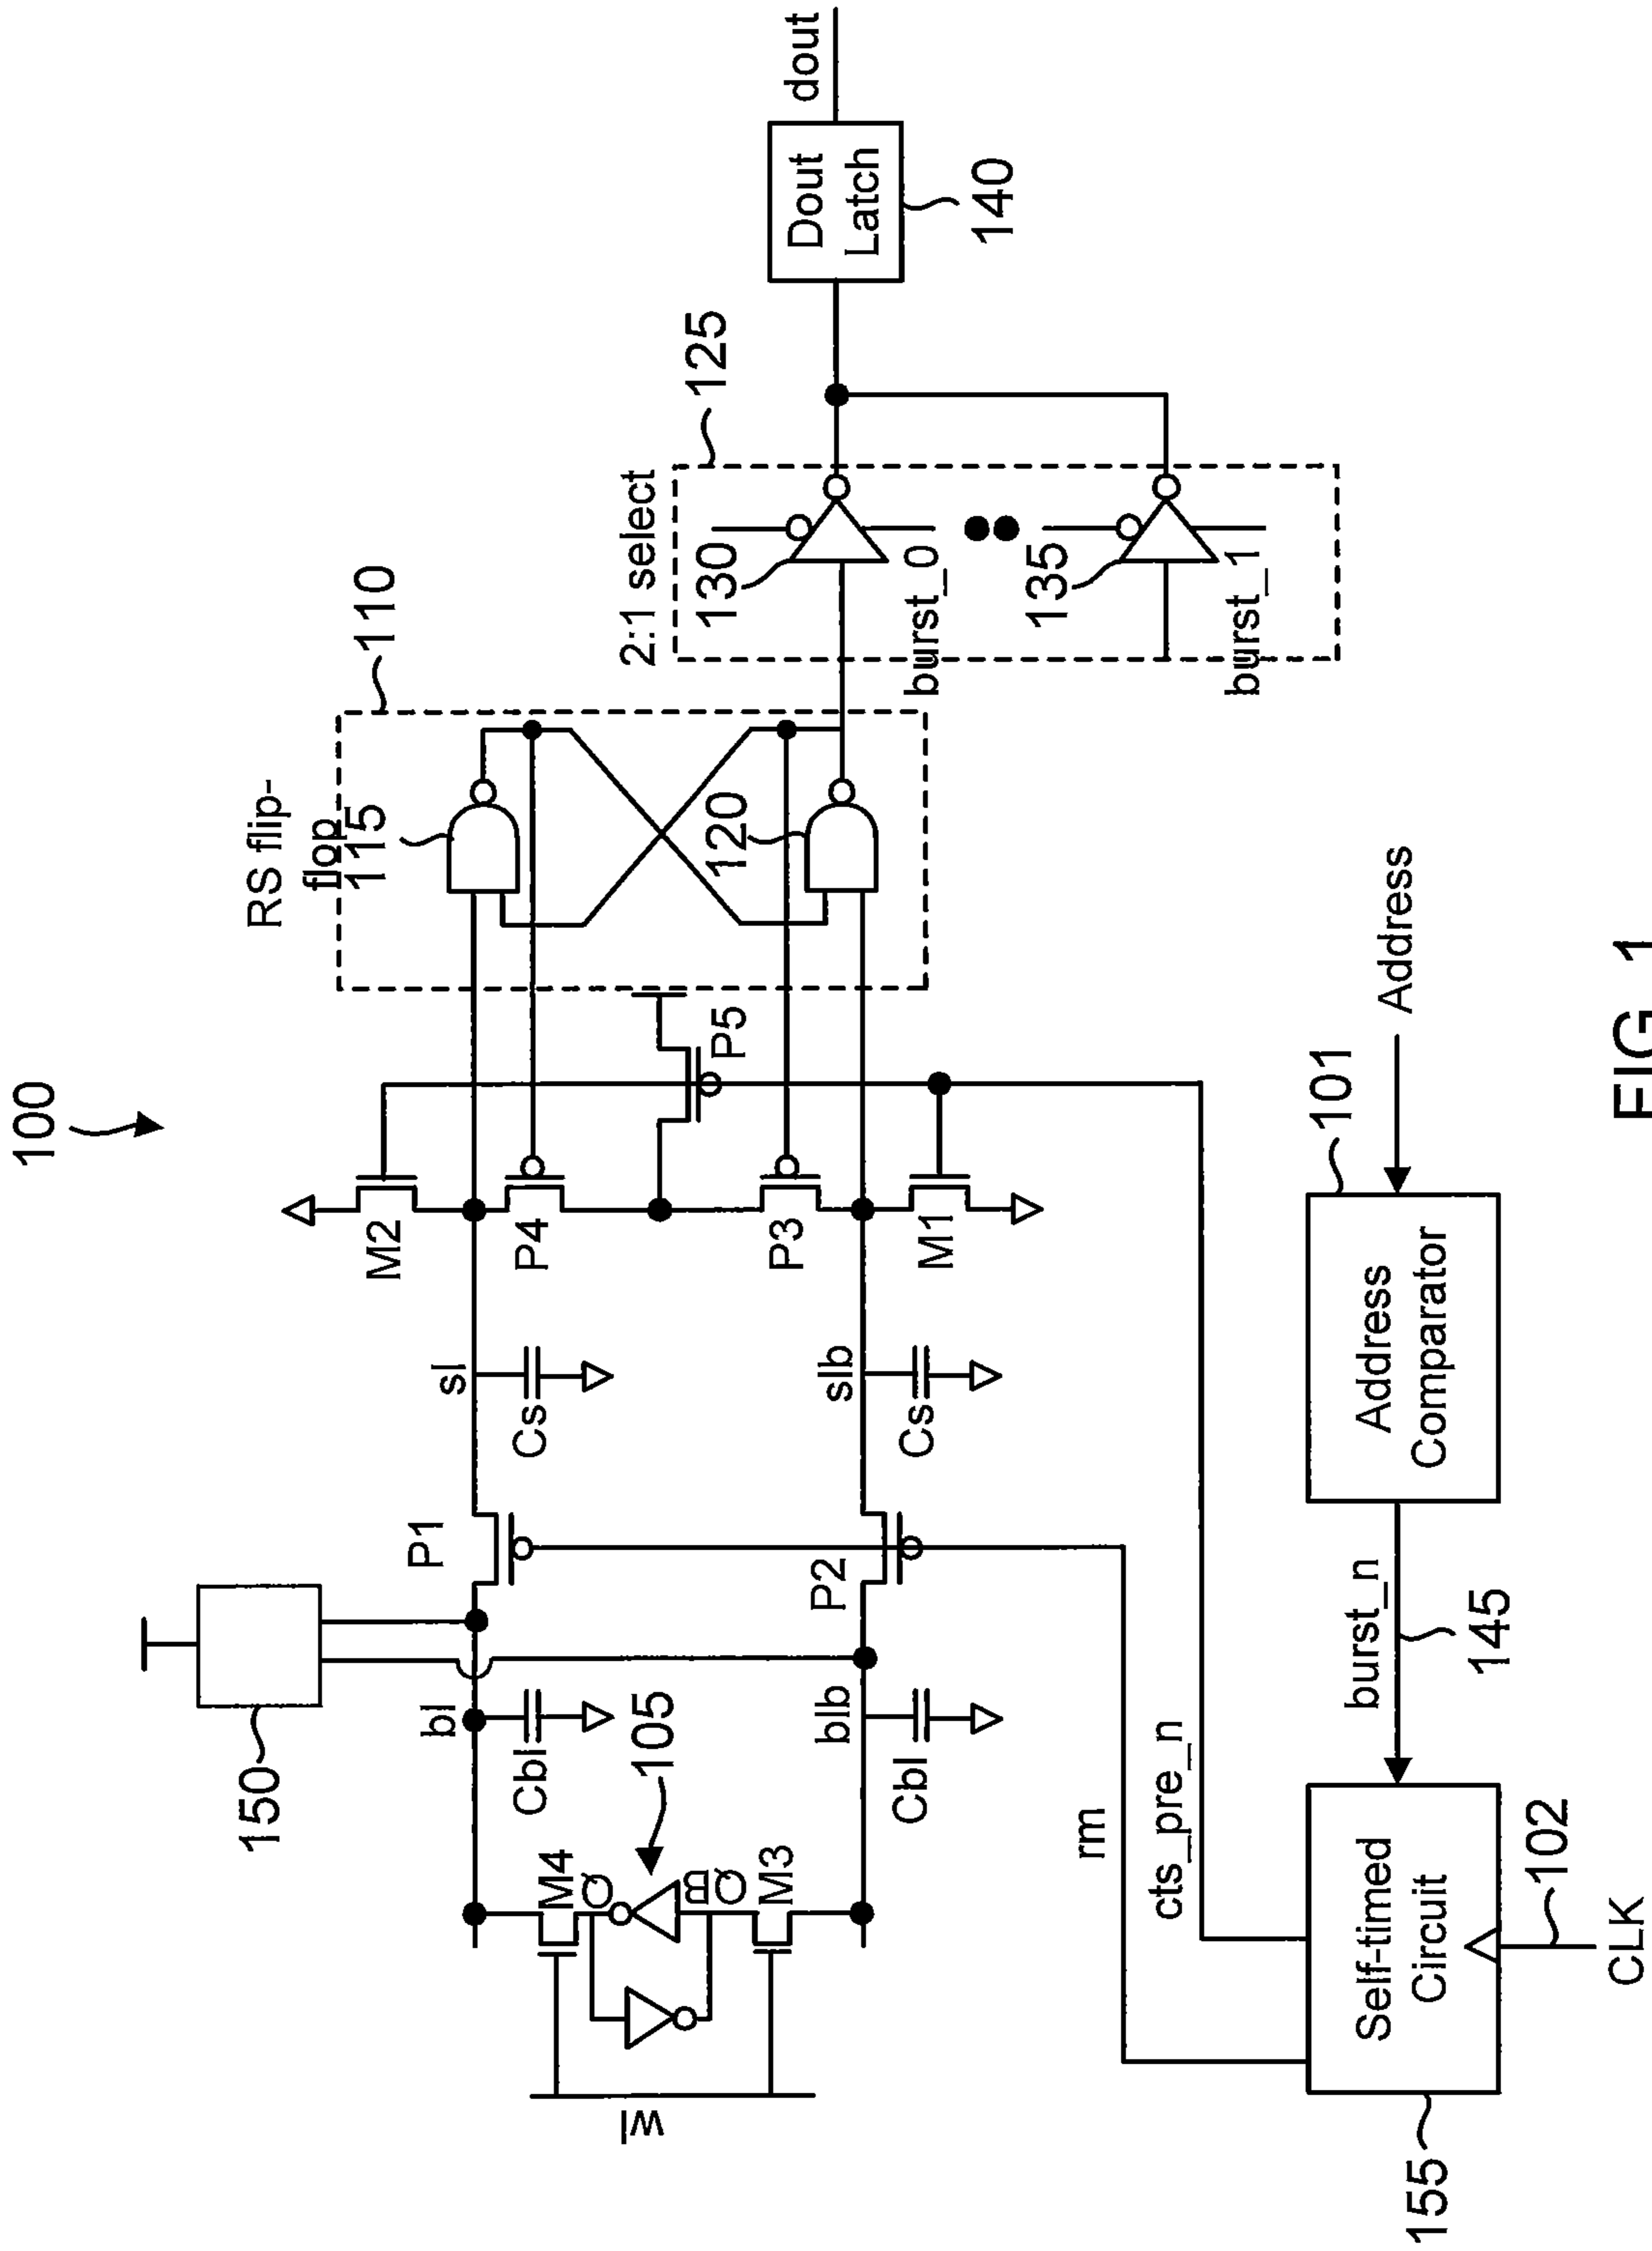 100
150
bl
Cbl
P1
sl
Cs
M2
P4
P5
RS flip-
flop
110
115
120
2:1 select
125
130
burst_0
135
burst_1
Dout
Latch
140
dout
wl
M4
Q
105
QB
M3
blb
Cbl
P2
slb
Cs
P3
M1
rm
cts_pre_n
Self-timed
Circuit
155
102
CLK
burst_n
145
Address
Comparator
101
Address
FIG. 1